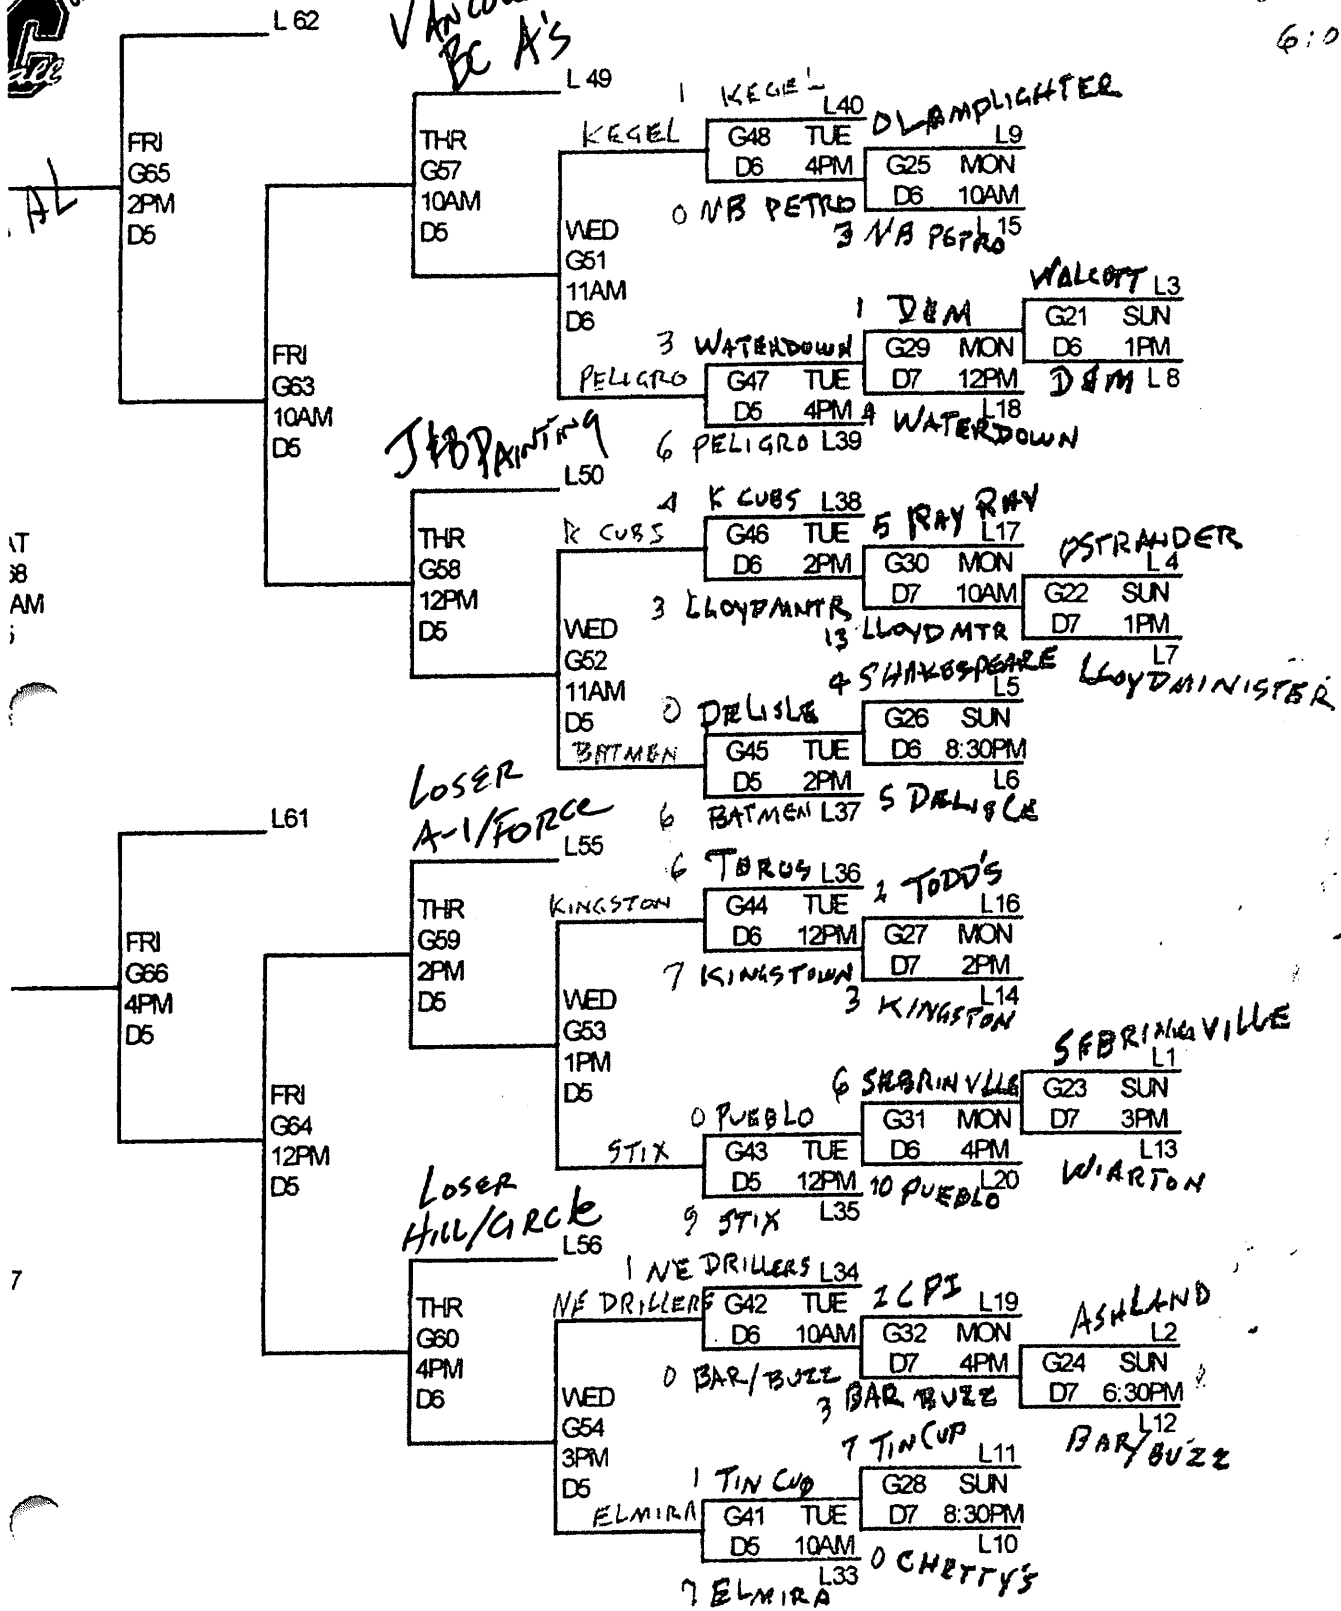 L 62
BC A'S
6:0
L 49
THR
G57
10AM
D5
FRI
G65
2PM
D5
1 KEGEL
L40
KEGEL
G48 TUE
D6 4PM
0 LAMPLIGHTER
L9
G25 MON
D6 10AM
0 NB PETRO
L15
3 NB PETRO
WED
G51
11AM
D6
WALCOTT L3
G21 SUN
D6 1PM
D&M L8
1 D&M
G29 MON
D7 12PM
L18
4 WATERDOWN
3 WATERDOWN
PELIGRO
G47 TUE
D5 4PM
6 PELIGRO L39
FRI
G63
10AM
D5
J&B PAINTING
L50
THR
G58
12PM
D5
4 K CUBS L38
K CUBS
G46 TUE
D6 2PM
5 RAY RAY
L17
G30 MON
D7 10AM
OSTRANDER
L4
G22 SUN
D7 1PM
L7
LLOYDMINISTER
3 LLOYDMNTR
13 LLOYD MTR
WED
G52
11AM
D5
4 SHAKESPEARE
L5
G26 SUN
D6 8:30PM
L6
5 DELISLE
0 DELISLE
BATMEN
G45 TUE
D5 2PM
6 BATMEN L37
AM
L61
LOSER
A-1/FORCE
L55
THR
G59
2PM
D5
FRI
G66
4PM
D5
6 TOROS L36
KINGSTON
G44 TUE
D6 12PM
2 TODD'S
L16
G27 MON
D7 2PM
L14
7 KINGSTOWN
3 KINGSTON
WED
G53
1PM
D5
SEBRINGVILLE
L1
G23 SUN
D7 3PM
L13
WIARTON
6 SEBRINVLLE
G31 MON
D6 4PM
L20
10 PUEBLO
0 PUEBLO
STIX
G43 TUE
D5 12PM
L35
9 STIX
FRI
G64
12PM
D5
LOSER
HILL/CIRCLE
L56
THR
G60
4PM
D6
7
1 NE DRILLERS L34
NE DRILLERS
G42 TUE
D6 10AM
2 CPI
L19
G32 MON
D7 4PM
ASHLAND
L2
G24 SUN
D7 6:30PM
L12
BAR/BUZZ
0 BAR/BUZZ
3 BAR BUZZ
WED
G54
3PM
D5
7 TIN CUP
L11
G28 SUN
D7 8:30PM
L10
0 CHETTY'S
1 TIN CUP
ELMIRA
G41 TUE
D5 10AM
L33
7 ELMIRA